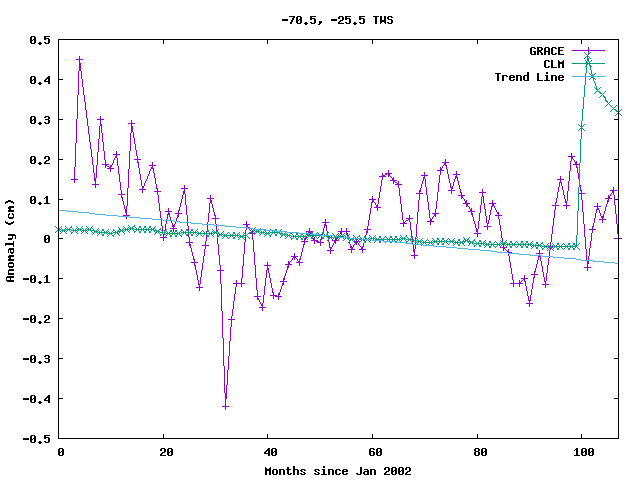 -70.5, -25.5 TWS
GRACE
CLM
Trend Line
0.5
0.4
0.3
0.2
0.1
0
-0.1
-0.2
-0.3
-0.4
-0.5
Anomaly (cm)
0 20 40 60 80 100
Months since Jan 2002